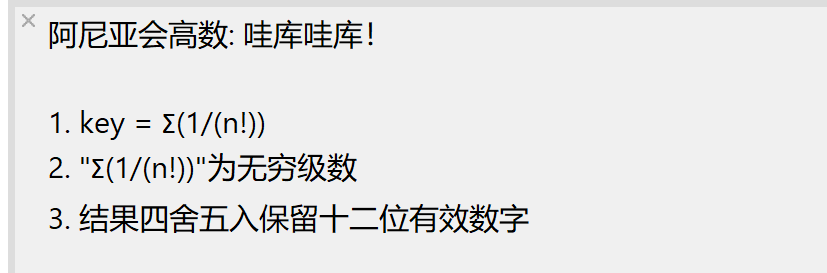 阿尼亚会高数: 哇库哇库!
1. key = Σ(1/(n!))
2. "Σ(1/(n!))"为无穷级数
3. 结果四舍五入保留十二位有效数字